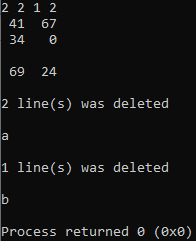 2 2 1 2
41 67
34 0
69 24
2 line(s) was deleted
a
1 line(s) was deleted
b
Process returned 0 (0x0)